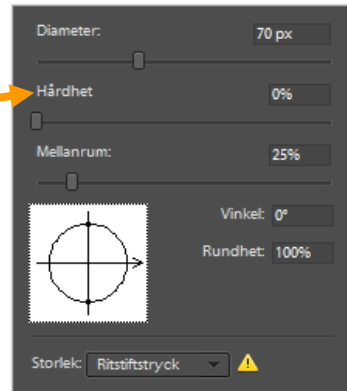 Diameter: 70 px
Hårdhet 0%
Mellanrum: 25%
Vinkel: 0°
Rundhet: 100%
Storlek: Ritstiftstryck